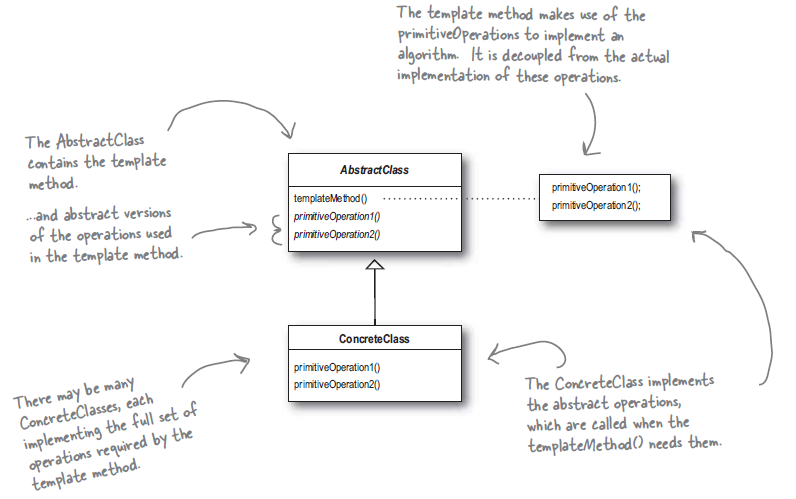 The template method makes use of the
primitiveOperations to implement an
algorithm. It is decoupled from the actual
implementation of these operations.
The AbstractClass
contains the template
method.
...and abstract versions
of the operations used
in the template method.
AbstractClass
templateMethod()
primitiveOperation1()
primitiveOperation2()
primitiveOperation1();
primitiveOperation2();
ConcreteClass
primitiveOperation1()
primitiveOperation2()
There may be many
ConcreteClasses, each
implementing the full set of
operations required by the
template method.
The ConcreteClass implements
the abstract operations,
which are called when the
templateMethod() needs them.